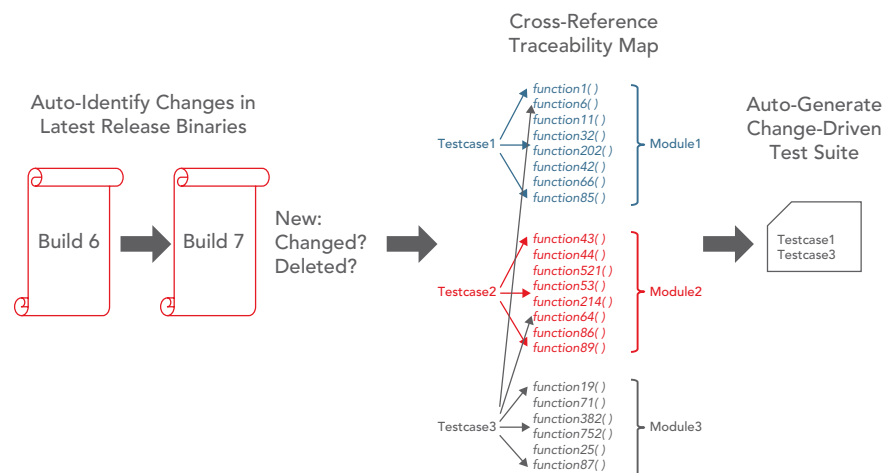 Cross-Reference
Traceability Map
Auto-Identify Changes in
Latest Release Binaries
Build 6
Build 7
New:
Changed?
Deleted?
Testcase1
function1( )
function6( )
function11( )
function32( )
function202( )
function42( )
function66( )
function85( )
Module1
Testcase2
function43( )
function44( )
function521( )
function53( )
function214( )
function64( )
function86( )
function89( )
Module2
Testcase3
function19( )
function71( )
function382( )
function752( )
function25( )
function87( )
Module3
Auto-Generate
Change-Driven
Test Suite
Testcase1
Testcase3